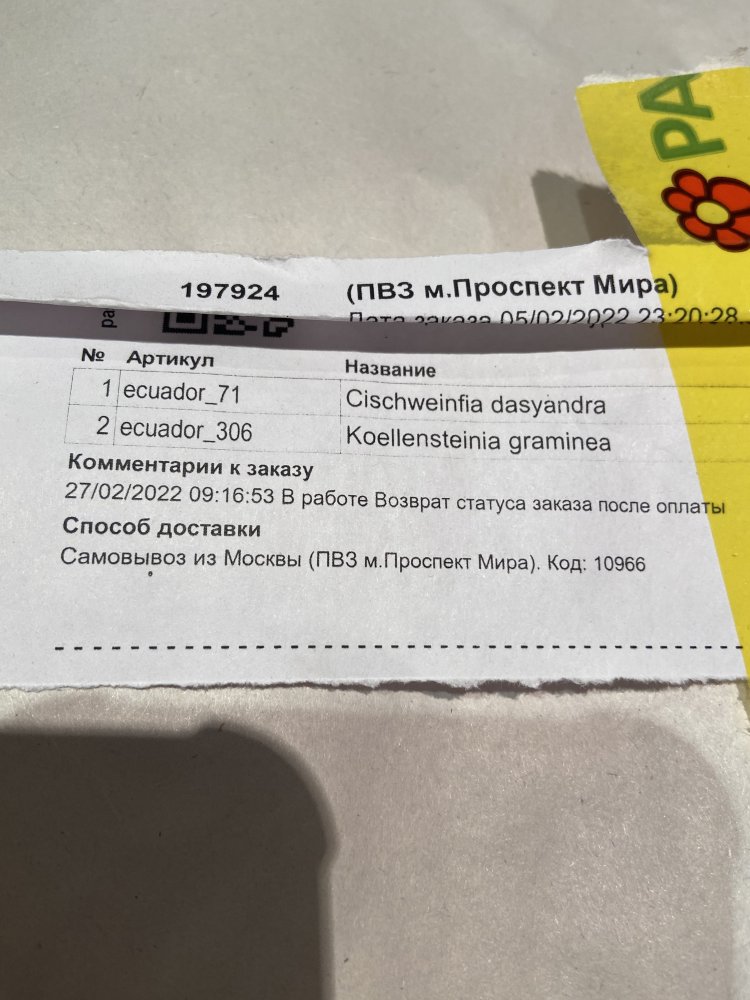 РА
197924 (ПВЗ м.Проспект Мира)
Дата заказа 05/02/2022 23:20:28
№ Артикул Название
1 ecuador_71 Cischweinfia dasyandra
2 ecuador_306 Koellensteinia graminea
Комментарии к заказу
27/02/2022 09:16:53 В работе Возврат статуса заказа после оплаты
Способ доставки
Самовывоз из Москвы (ПВЗ м.Проспект Мира). Код: 10966